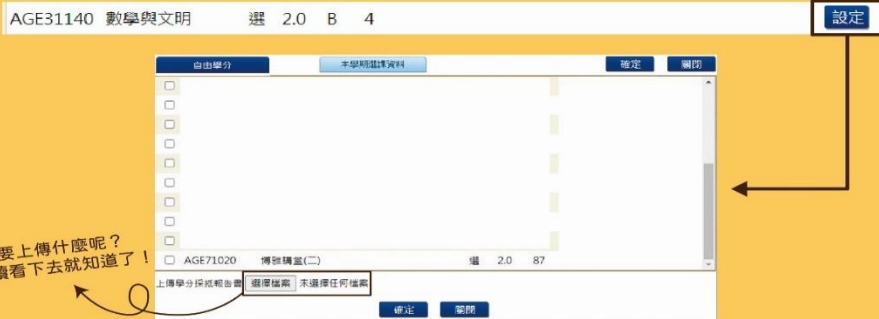 AGE31140 數學與文明 選 2.0 B 4 設定
自由學分 本學期選課資料 確定 關閉
AGE71020 博雅講堂(二) 選 2.0 87
要上傳什麼呢？
續看下去就知道了！
上傳學分採抵報告書 選擇檔案 未選擇任何檔案
確定 關閉